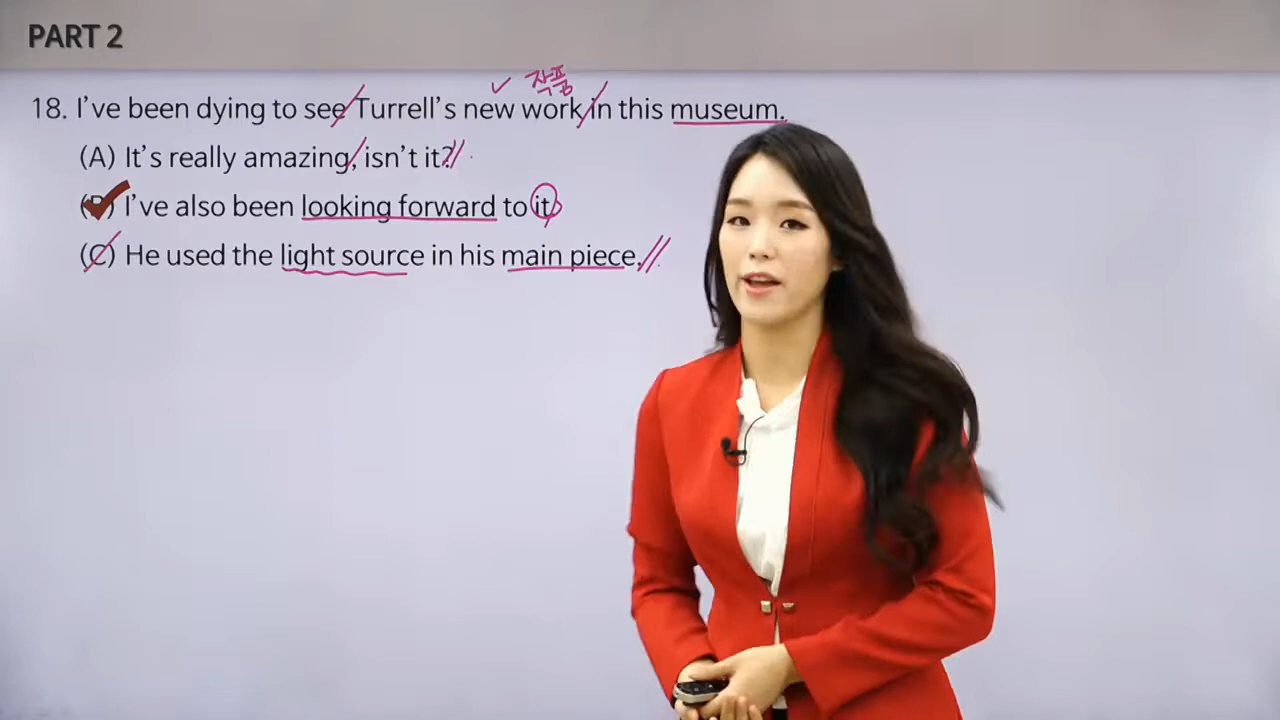 PART 2
작품
18. I've been dying to see Turrell's new work in this museum.
(A) It's really amazing, isn't it?
(B) I've also been looking forward to it.
(C) He used the light source in his main piece.